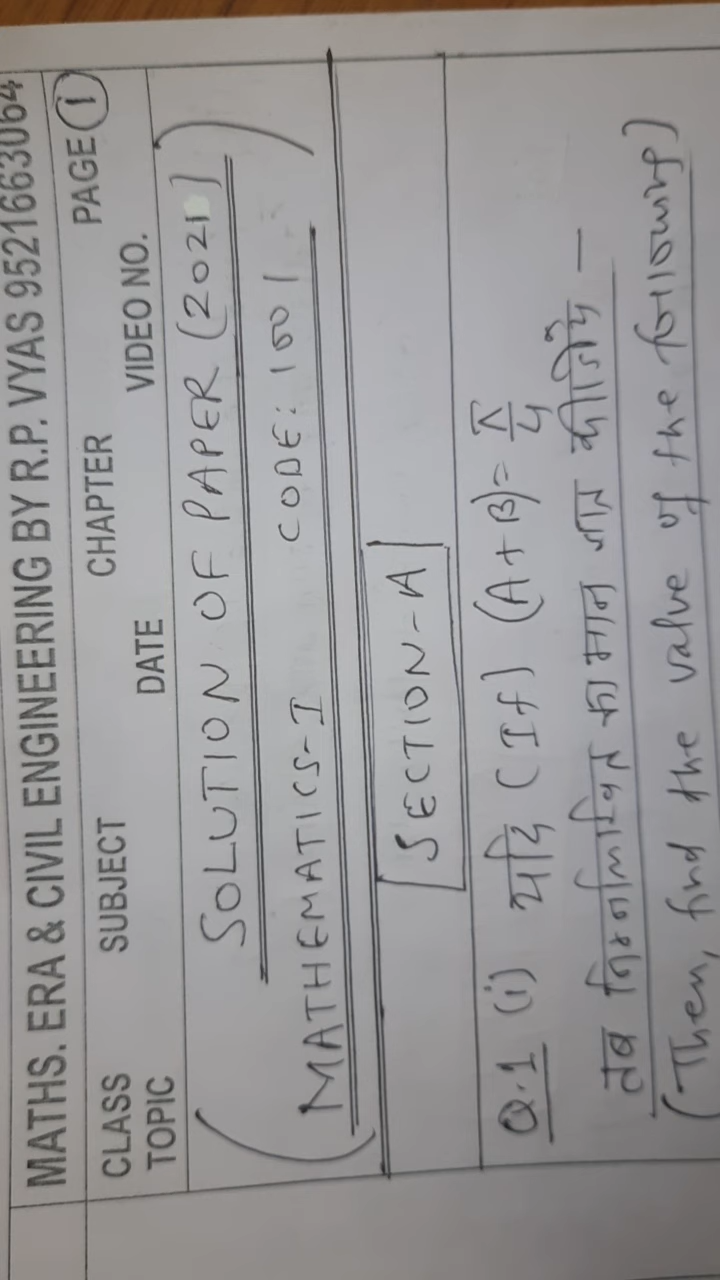 MATHS. ERA & CIVIL ENGINEERING BY R.P. VYAS 9521663064
CLASS SUBJECT CHAPTER PAGE (1)
TOPIC DATE VIDEO NO.
SOLUTION OF PAPER (2021)
(MATHEMATICS-I CODE: 1001)
SECTION-A
Q.1 (i) यदि (If) (A+B)= π/4
तब निम्नलिखित का मान ज्ञात कीजिये -
(Then, find the value of the following)